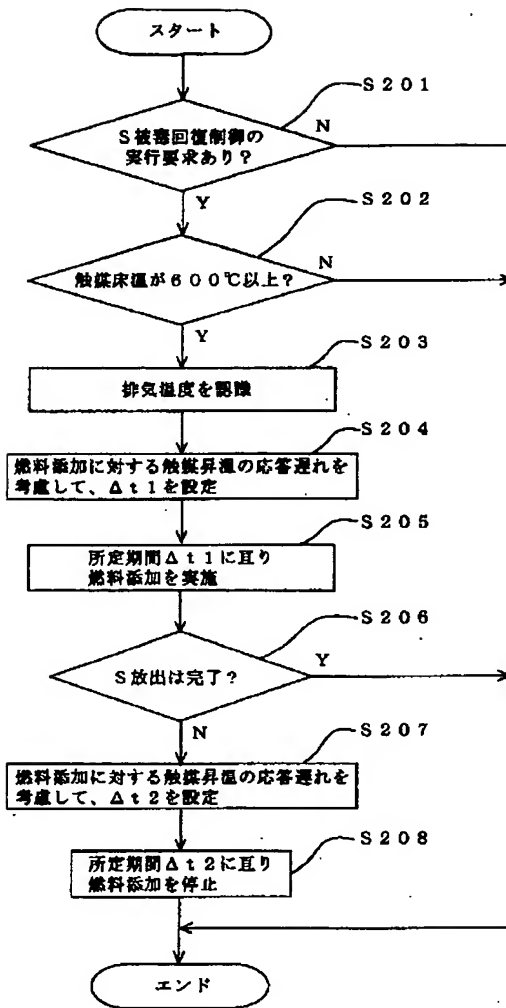 スタート
S201
S被毒回復制御の
実行要求あり？
N
Y
S202
触媒床温が600℃以上？
N
Y
S203
排気温度を認識
S204
燃料添加に対する触媒昇温の応答遅れを
考慮して、Δt1を設定
S205
所定期間Δt1に亙り
燃料添加を実施
S206
S放出は完了？
Y
N
S207
燃料添加に対する触媒昇温の応答遅れを
考慮して、Δt2を設定
S208
所定期間Δt2に亙り
燃料添加を停止
エンド